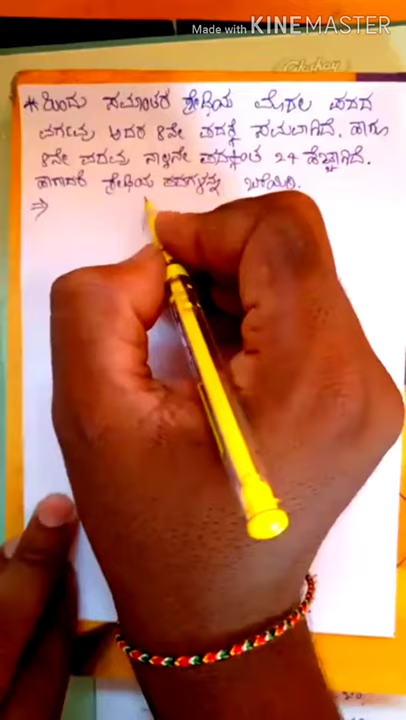 Made with KINEMASTER
* ಒಂದು ಸಮಾಂತರ ಶ್ರೇಢಿಯ ಮೊದಲ ಪದದ
ವರ್ಗವು ಅದರ 8ನೇ ಪದಕ್ಕೆ ಸಮವಾಗಿದೆ. ಹಾಗೂ
8ನೇ ಪದವು ನಾಲ್ಕನೇ ಪದಕ್ಕಿಂತ 24 ಹೆಚ್ಚಾಗಿದೆ.
ಹಾಗಾದರೆ ಶ್ರೇಢಿಯ ಪದಗಳನ್ನು ಬರೆಯಿರಿ.
⇒